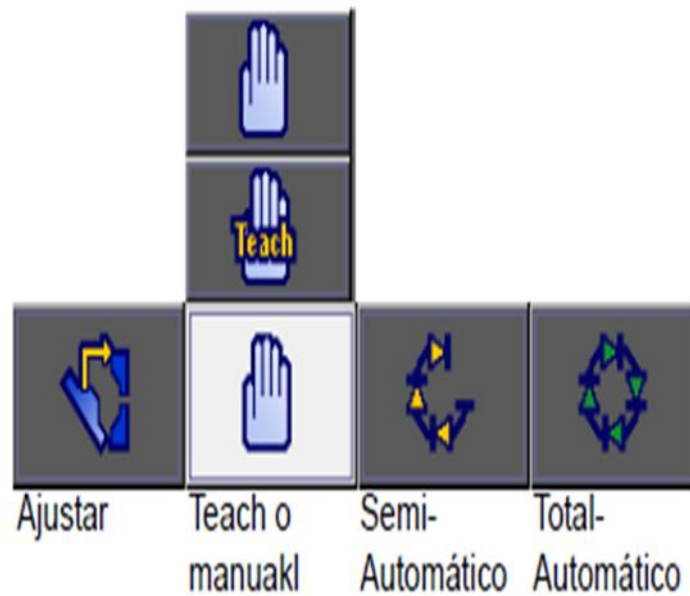 Teach
Ajustar
Teach o
manuakl
Semi-
Automático
Total-
Automático